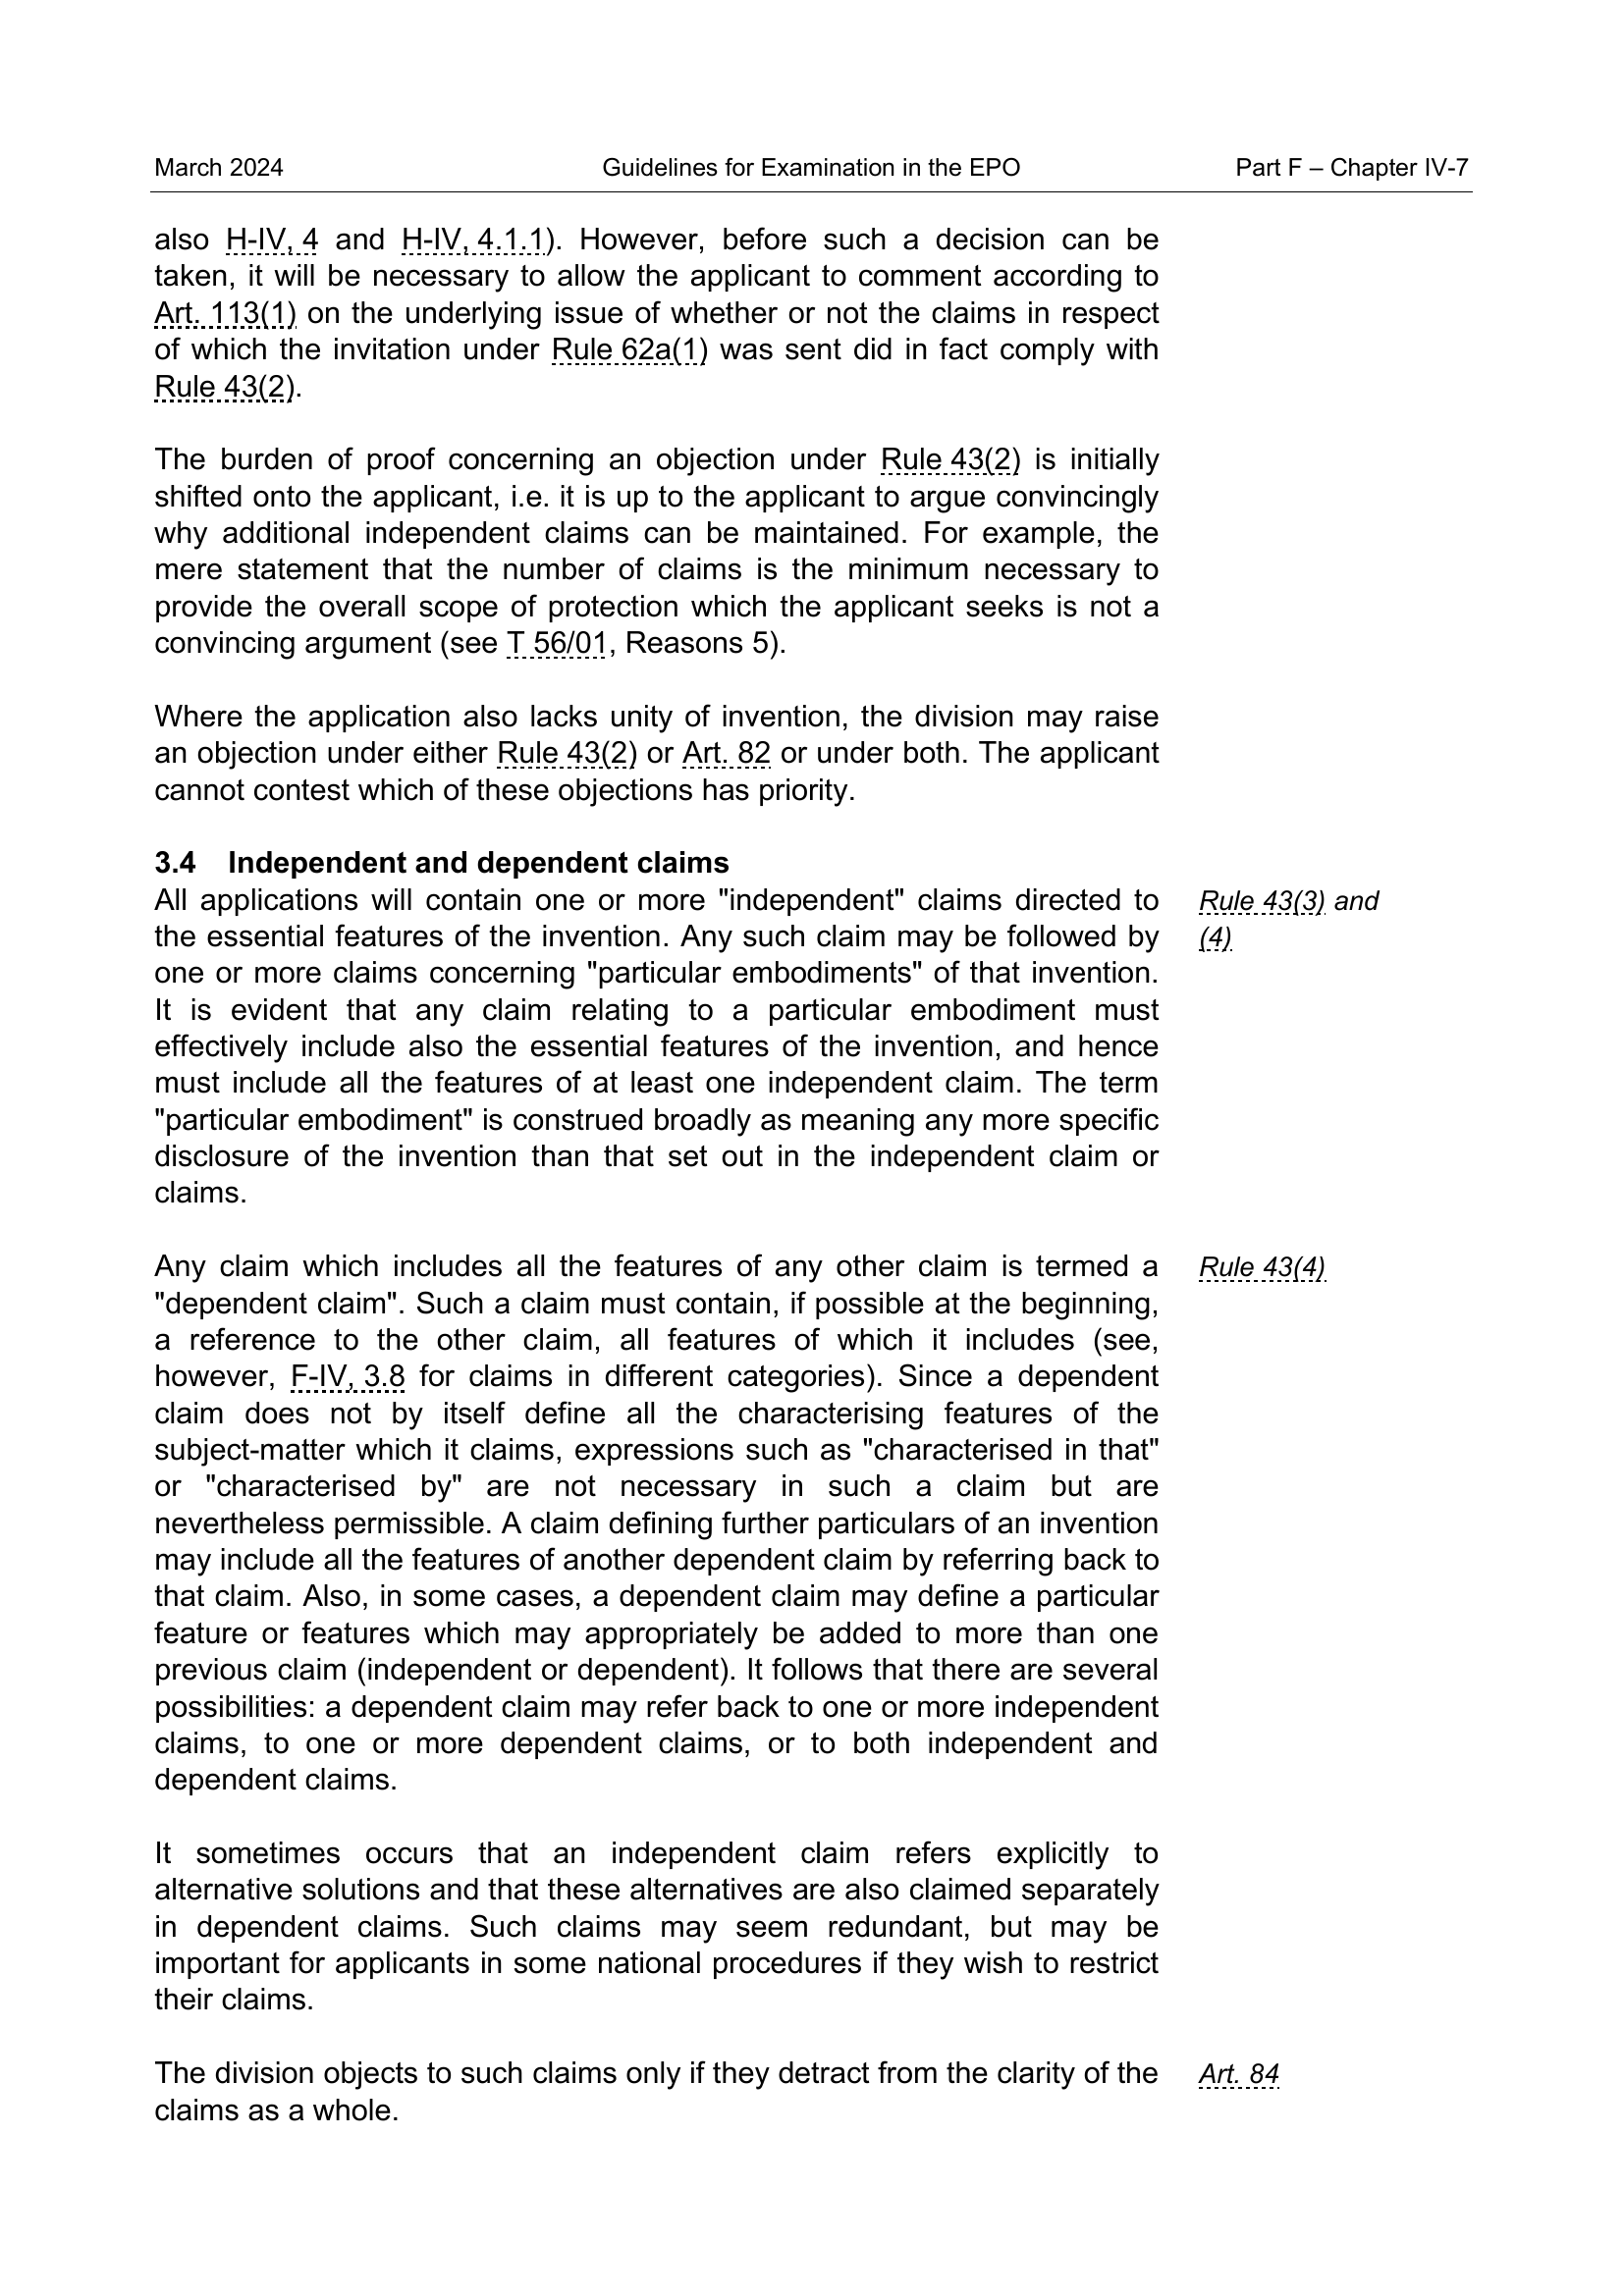 March 2024 Guidelines for Examination in the EPO Part F – Chapter IV-7
also H-IV, 4 and H-IV, 4.1.1). However, before such a decision can be
taken, it will be necessary to allow the applicant to comment according to
Art. 113(1) on the underlying issue of whether or not the claims in respect
of which the invitation under Rule 62a(1) was sent did in fact comply with
Rule 43(2).
The burden of proof concerning an objection under Rule 43(2) is initially
shifted onto the applicant, i.e. it is up to the applicant to argue convincingly
why additional independent claims can be maintained. For example, the
mere statement that the number of claims is the minimum necessary to
provide the overall scope of protection which the applicant seeks is not a
convincing argument (see T 56/01, Reasons 5).
Where the application also lacks unity of invention, the division may raise
an objection under either Rule 43(2) or Art. 82 or under both. The applicant
cannot contest which of these objections has priority.
3.4 Independent and dependent claims
All applications will contain one or more "independent" claims directed to
the essential features of the invention. Any such claim may be followed by
one or more claims concerning "particular embodiments" of that invention.
It is evident that any claim relating to a particular embodiment must
effectively include also the essential features of the invention, and hence
must include all the features of at least one independent claim. The term
"particular embodiment" is construed broadly as meaning any more specific
disclosure of the invention than that set out in the independent claim or
claims.
Rule 43(3) and
(4)
Any claim which includes all the features of any other claim is termed a
"dependent claim". Such a claim must contain, if possible at the beginning,
a reference to the other claim, all features of which it includes (see,
however, F-IV, 3.8 for claims in different categories). Since a dependent
claim does not by itself define all the characterising features of the
subject-matter which it claims, expressions such as "characterised in that"
or "characterised by" are not necessary in such a claim but are
nevertheless permissible. A claim defining further particulars of an invention
may include all the features of another dependent claim by referring back to
that claim. Also, in some cases, a dependent claim may define a particular
feature or features which may appropriately be added to more than one
previous claim (independent or dependent). It follows that there are several
possibilities: a dependent claim may refer back to one or more independent
claims, to one or more dependent claims, or to both independent and
dependent claims.
Rule 43(4)
It sometimes occurs that an independent claim refers explicitly to
alternative solutions and that these alternatives are also claimed separately
in dependent claims. Such claims may seem redundant, but may be
important for applicants in some national procedures if they wish to restrict
their claims.
The division objects to such claims only if they detract from the clarity of the
claims as a whole.
Art. 84